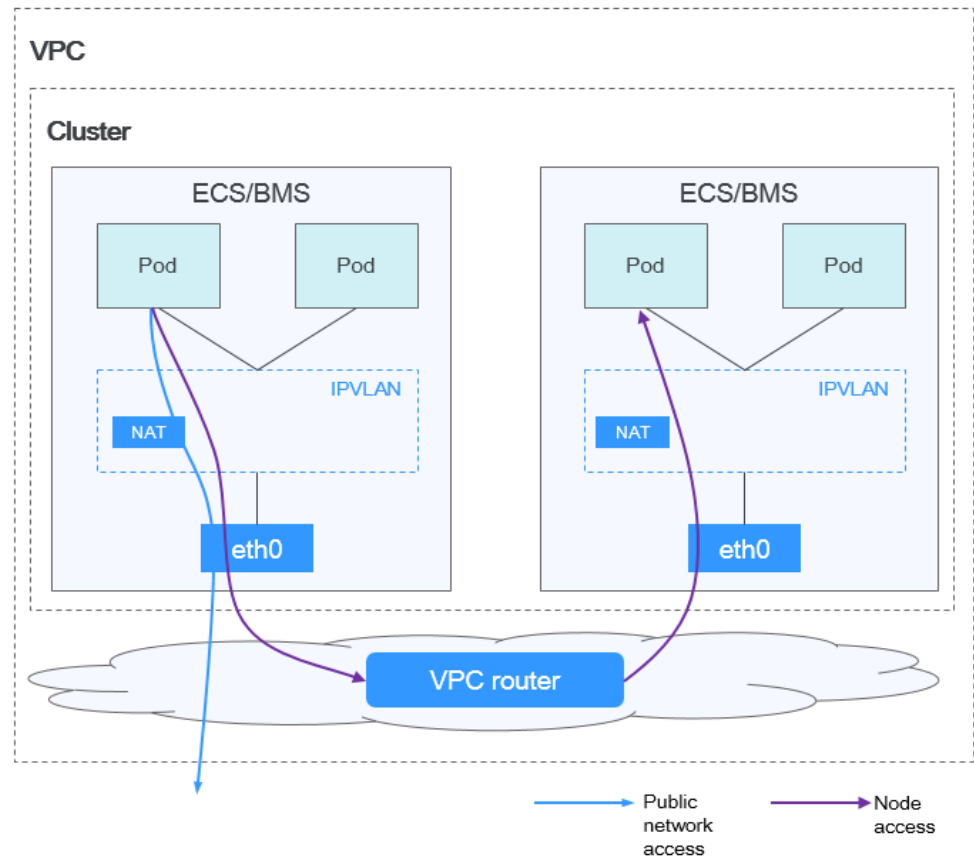 VPC
Cluster
ECS/BMS
ECS/BMS
Pod
Pod
Pod
Pod
IPVLAN
IPVLAN
NAT
NAT
eth0
eth0
VPC router
Public
network
access
Node
access